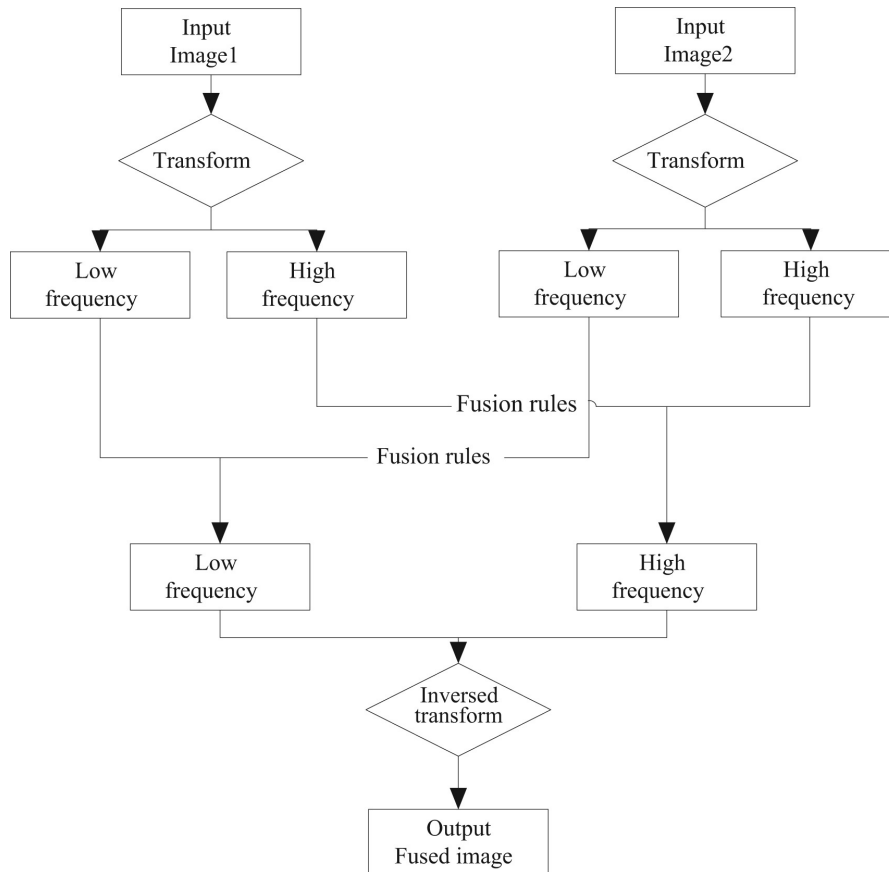 Input
Image1
Input
Image2
Transform
Transform
Low
frequency
High
frequency
Low
frequency
High
frequency
Fusion rules
Fusion rules
Low
frequency
High
frequency
Inversed
transform
Output
Fused image